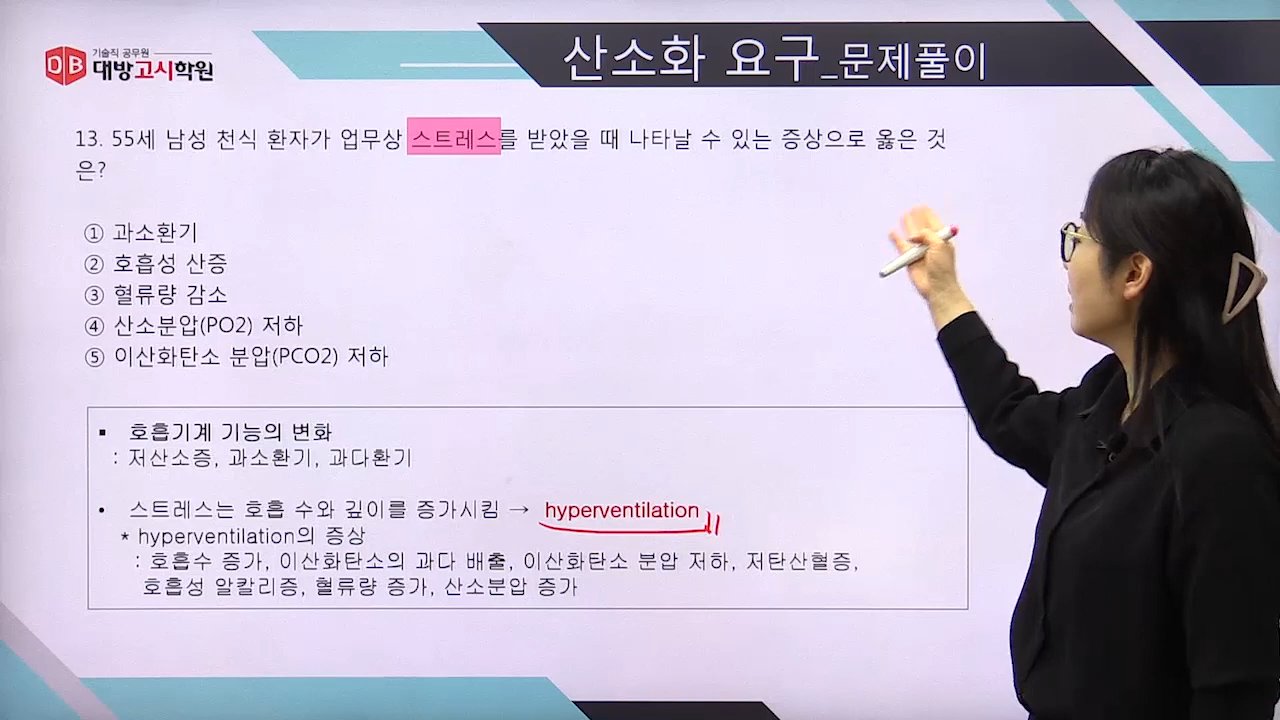 기술직 공무원
DB 대방고시학원
산소화 요구_문제풀이
13. 55세 남성 천식 환자가 업무상 스트레스를 받았을 때 나타날 수 있는 증상으로 옳은 것
은?
① 과소환기
② 호흡성 산증
③ 혈류량 감소
④ 산소분압(PO2) 저하
⑤ 이산화탄소 분압(PCO2) 저하
▪ 호흡기계 기능의 변화
: 저산소증, 과소환기, 과다환기
• 스트레스는 호흡 수와 깊이를 증가시킴 → hyperventilation
* hyperventilation의 증상
: 호흡수 증가, 이산화탄소의 과다 배출, 이산화탄소 분압 저하, 저탄산혈증,
호흡성 알칼리증, 혈류량 증가, 산소분압 증가